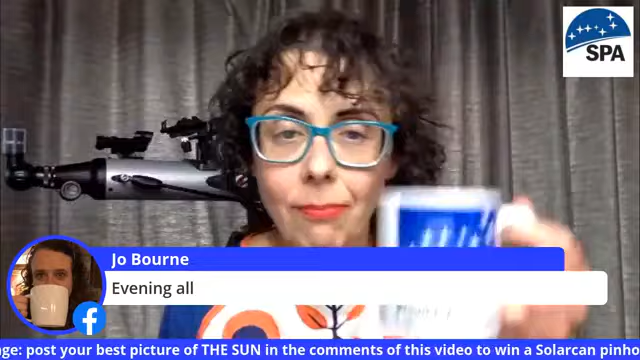 SPA
Jo Bourne
Evening all
nge: post your best picture of THE SUN in the comments of this video to win a Solarcan pinho